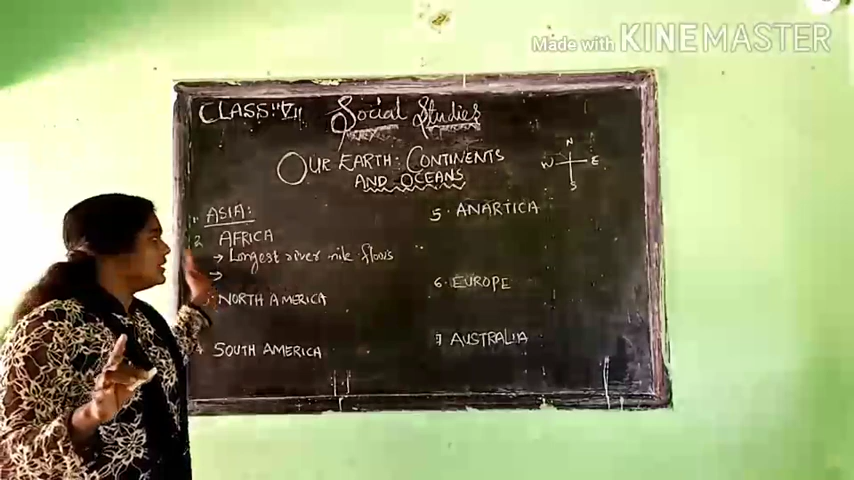 Made with KINEMASTER
CLASS: VII
Social Studies
OUR EARTH: CONTINENTS
AND OCEANS
N
W E
S
1. ASIA:
2 AFRICA
→ Longest river nile flows
→
3. NORTH AMERICA
4 SOUTH AMERICA
5. ANARTICA
6. EUROPE
7 AUSTRALIA